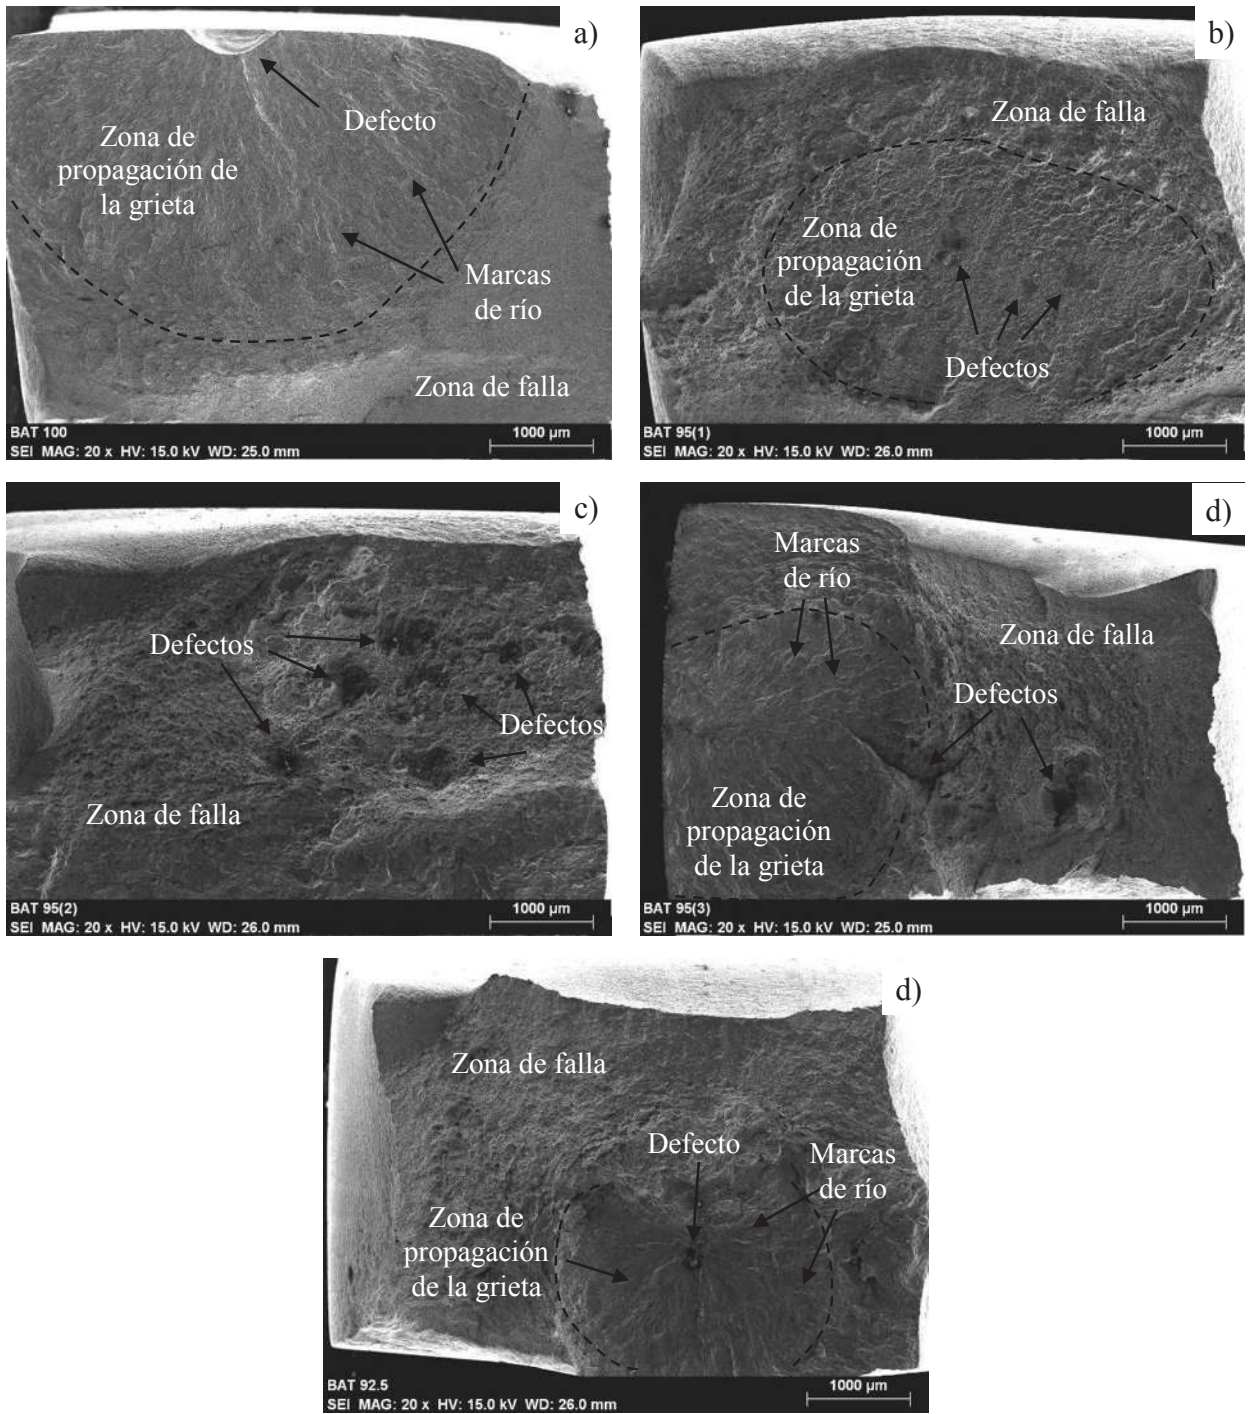 a)
Defecto
Zona de
propagación de
la grieta
Marcas
de río
Zona de falla
BAT 100
SEI MAG: 20 x HV: 15.0 kV WD: 25.0 mm
1000 µm
b)
Zona de falla
Zona de
propagación
de la grieta
Defectos
BAT 95(1)
SEI MAG: 20 x HV: 15.0 kV WD: 26.0 mm
1000 µm
c)
Defectos
Defectos
Zona de falla
BAT 95(2)
SEI MAG: 20 x HV: 15.0 kV WD: 26.0 mm
1000 µm
d)
Marcas
de río
Zona de falla
Defectos
Zona de
propagación
de la grieta
BAT 95(3)
SEI MAG: 20 x HV: 15.0 kV WD: 25.0 mm
1000 µm
d)
Zona de falla
Defecto
Marcas
de río
Zona de
propagación
de la grieta
BAT 92.5
SEI MAG: 20 x HV: 15.0 kV WD: 26.0 mm
1000 µm